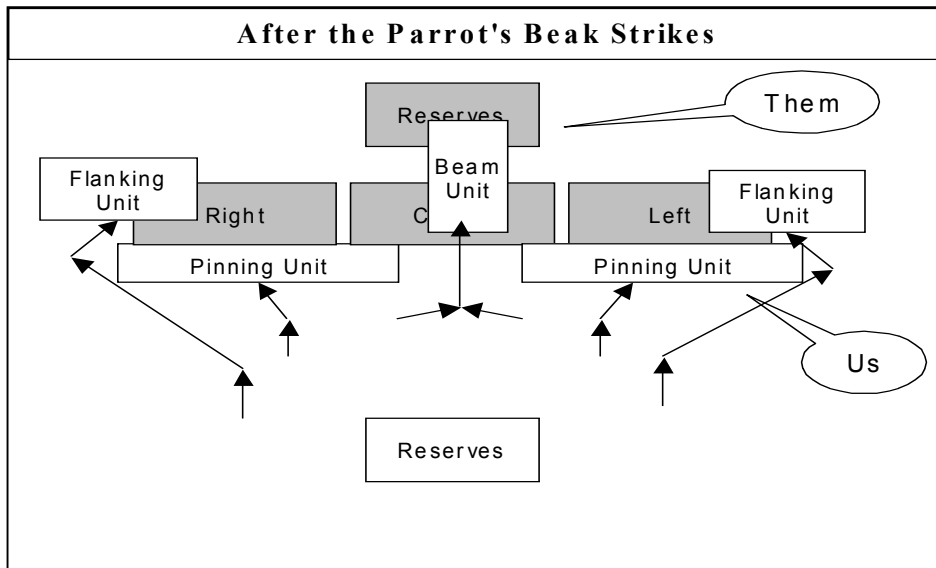 After the Parrot's Beak Strikes
Reserves
Them
Beam
Unit
Flanking
Unit
Right
C
Left
Flanking
Unit
Pinning Unit
Pinning Unit
Us
Reserves